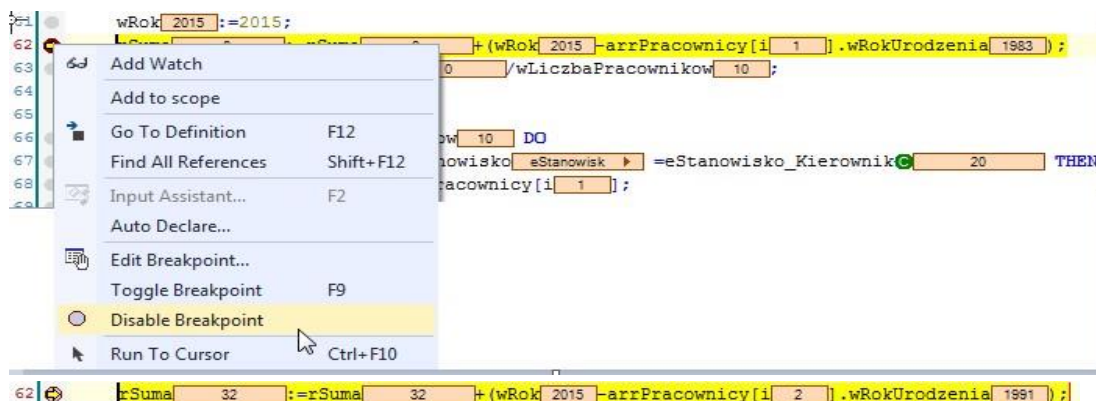 wRok 2015 :=2015;
62 rSuma 0 := rSuma 0 +(wRok 2015 -arrPracownicy[i 1 ].wRokUrodzenia 1983 );
63 0 /wLiczbaPracownikow 10 ;
64
65
66 ow 10 DO
67 nowisko eStanowisk =eStanowisko_Kierownik C 20 THEN
68 racownicy[i 1 ];
Add Watch
Add to scope
Go To Definition F12
Find All References Shift+F12
Input Assistant... F2
Auto Declare...
Edit Breakpoint...
Toggle Breakpoint F9
Disable Breakpoint
Run To Cursor Ctrl+F10
62 rSuma 32 :=rSuma 32 +(wRok 2015 -arrPracownicy[i 2 ].wRokUrodzenia 1991 );